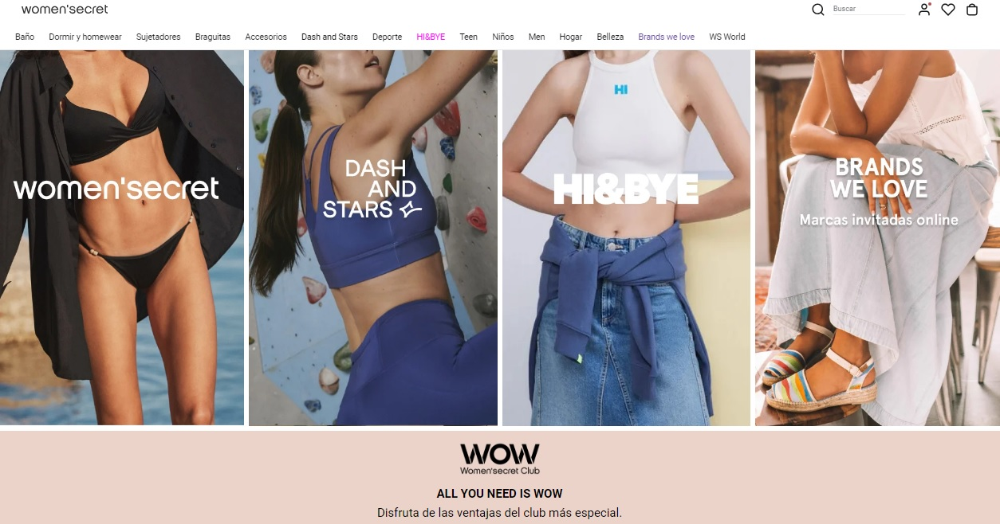 women'secret
Buscar
Baño Dormir y homewear Sujetadores Braguitas Accesorios Dash and Stars Deporte HI&BYE Teen Niños Men Hogar Belleza Brands we love WS World
women'secret
DASH
AND
STARS
HI
HI&BYE
BRANDS
WE LOVE
Marcas invitadas online
WOW
Women'secret Club
ALL YOU NEED IS WOW
Disfruta de las ventajas del club más especial.